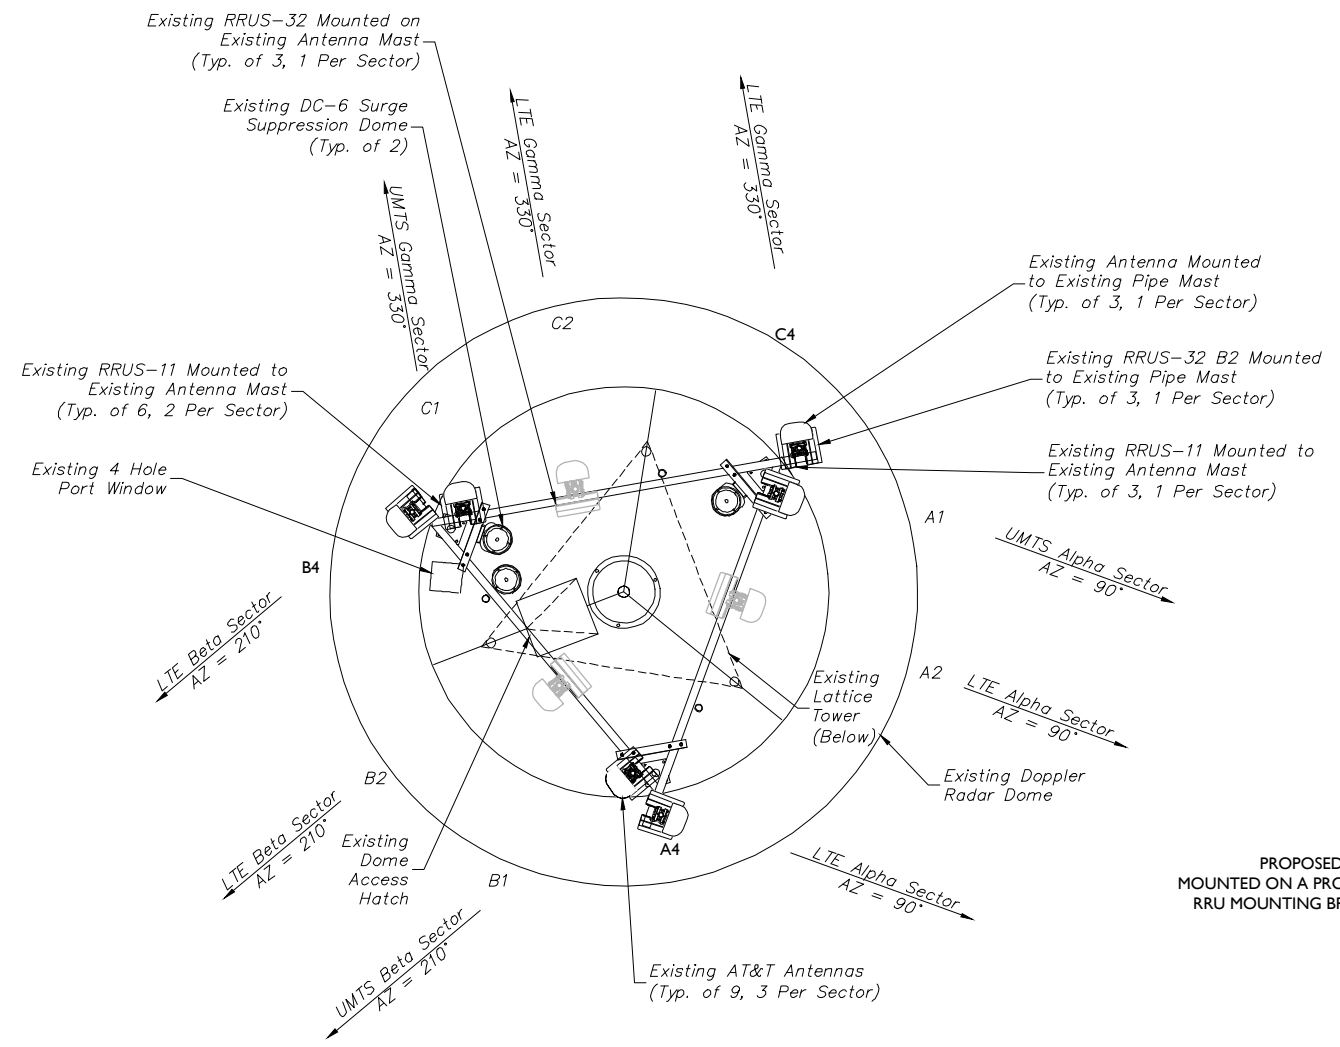 Existing RRUS-32 Mounted on
Existing Antenna Mast
(Typ. of 3, 1 Per Sector)
Existing DC-6 Surge
Suppression Dome
(Typ. of 2)
LTE Gamma Sector
AZ = 330°
LTE Gamma Sector
AZ = 330°
UMTS Gamma Sector
AZ = 330°
Existing Antenna Mounted
to Existing Pipe Mast
(Typ. of 3, 1 Per Sector)
C2
C4
Existing RRUS-32 B2 Mounted
to Existing Pipe Mast
(Typ. of 3, 1 Per Sector)
Existing RRUS-11 Mounted to
Existing Antenna Mast
(Typ. of 6, 2 Per Sector)
C1
Existing RRUS-11 Mounted to
Existing Antenna Mast
(Typ. of 3, 1 Per Sector)
Existing 4 Hole
Port Window
A1
UMTS Alpha Sector
AZ = 90°
B4
LTE Beta Sector
AZ = 210°
A2
LTE Alpha Sector
AZ = 90°
Existing
Lattice
Tower
(Below)
Existing Doppler
Radar Dome
B2
LTE Beta Sector
AZ = 210°
Existing
Dome
Access
Hatch
A4
LTE Alpha Sector
AZ = 90°
B1
PROPOSED
MOUNTED ON A PRO
RRU MOUNTING BR
UMTS Beta Sector
AZ = 210°
Existing AT&T Antennas
(Typ. of 9, 3 Per Sector)